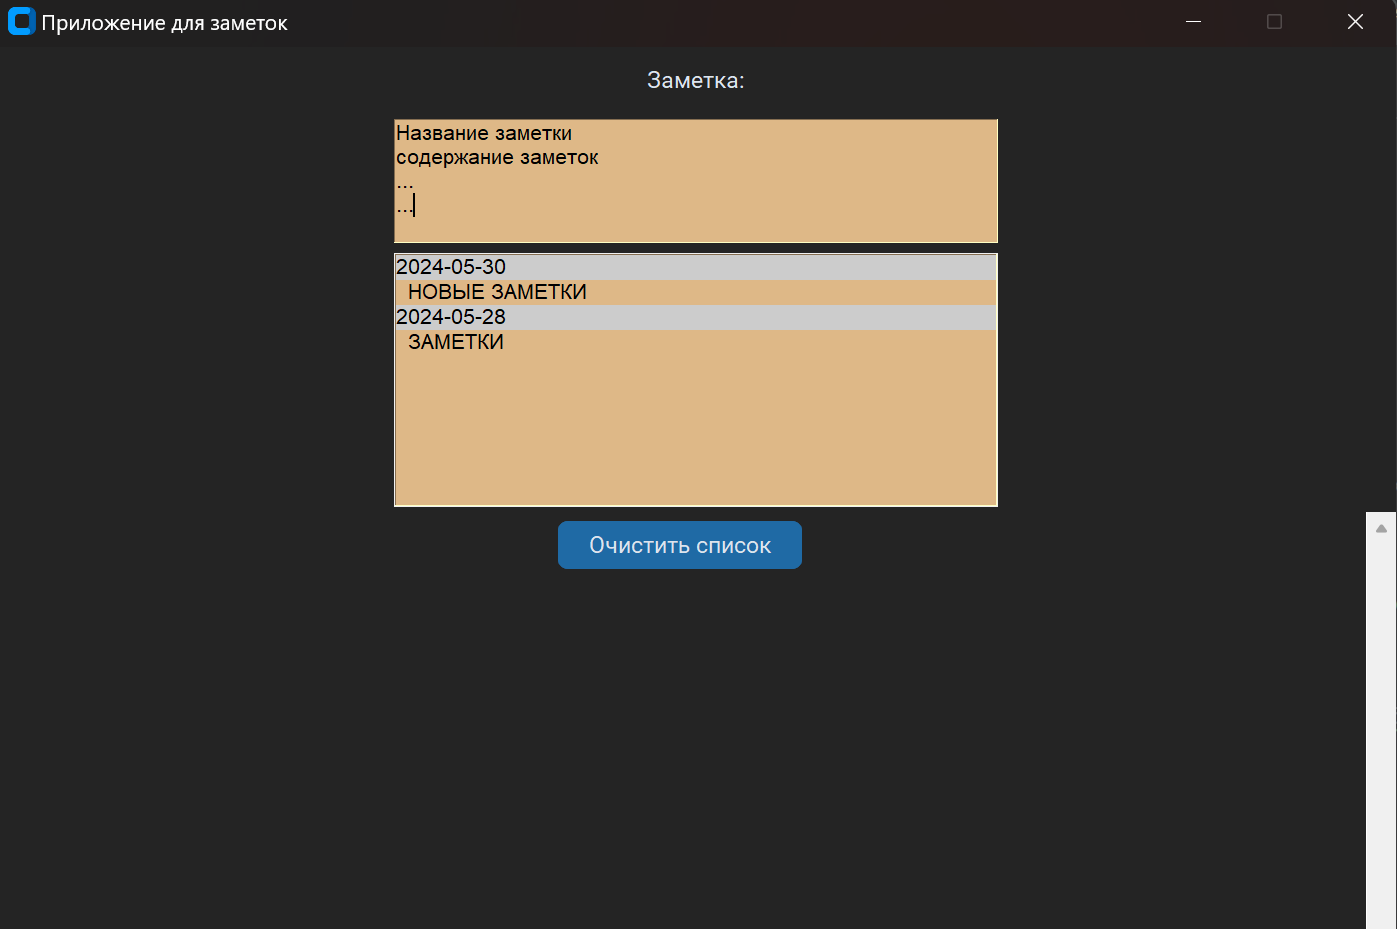 Приложение для заметок
Заметка:
Название заметки
содержание заметок
...
...
2024-05-30
НОВЫЕ ЗАМЕТКИ
2024-05-28
ЗАМЕТКИ
Очистить список